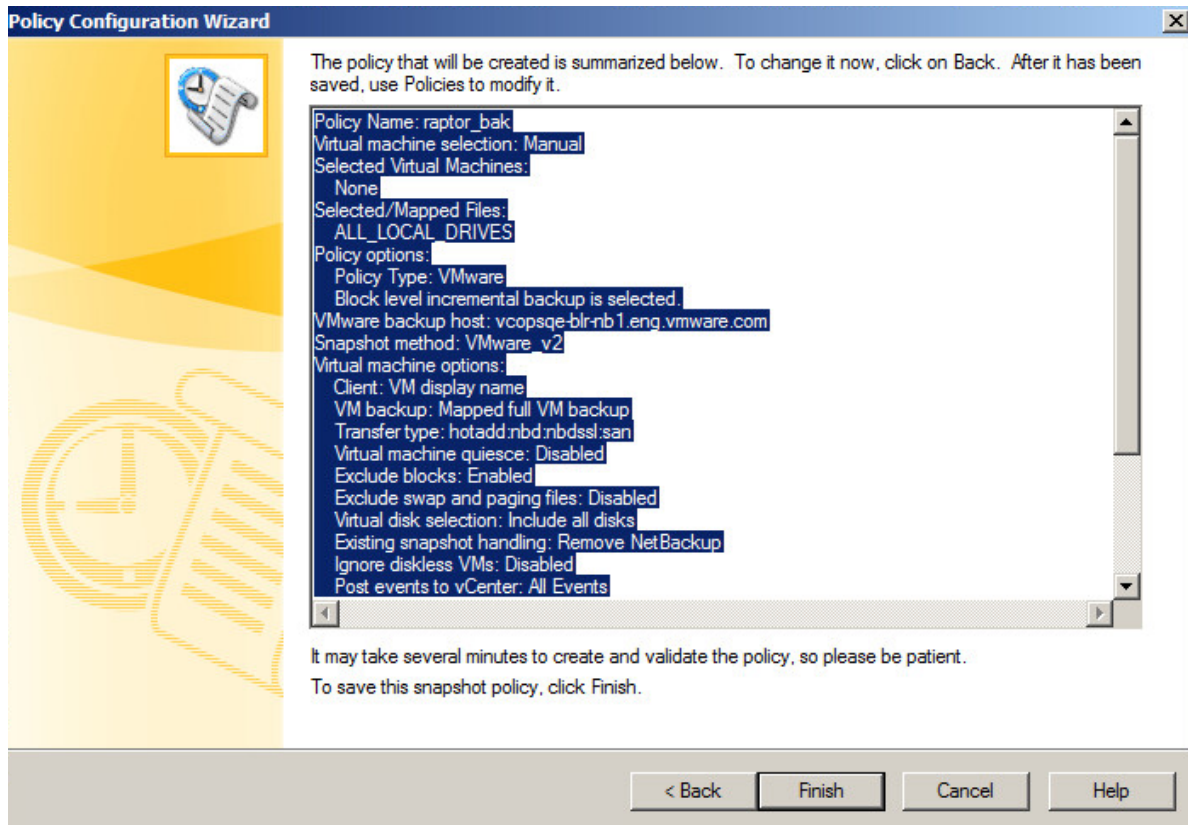 Policy Configuration Wizard
The policy that will be created is summarized below. To change it now, click on Back. After it has been
saved, use Policies to modify it.
Policy Name: raptor_bak
Virtual machine selection: Manual
Selected Virtual Machines:
None
Selected/Mapped Files:
ALL_LOCAL_DRIVES
Policy options:
Policy Type: VMware
Block level incremental backup is selected.
VMware backup host: vcopsqe-blr-nb1.eng.vmware.com
Snapshot method: VMware_v2
Virtual machine options:
Client: VM display name
VM backup: Mapped full VM backup
Transfer type: hotadd:nbd:nbdssl:san
Virtual machine quiesce: Disabled
Exclude blocks: Enabled
Exclude swap and paging files: Disabled
Virtual disk selection: Include all disks
Existing snapshot handling: Remove NetBackup
Ignore diskless VMs: Disabled
Post events to vCenter: All Events
It may take several minutes to create and validate the policy, so please be patient.
To save this snapshot policy, click Finish.
< Back Finish Cancel Help